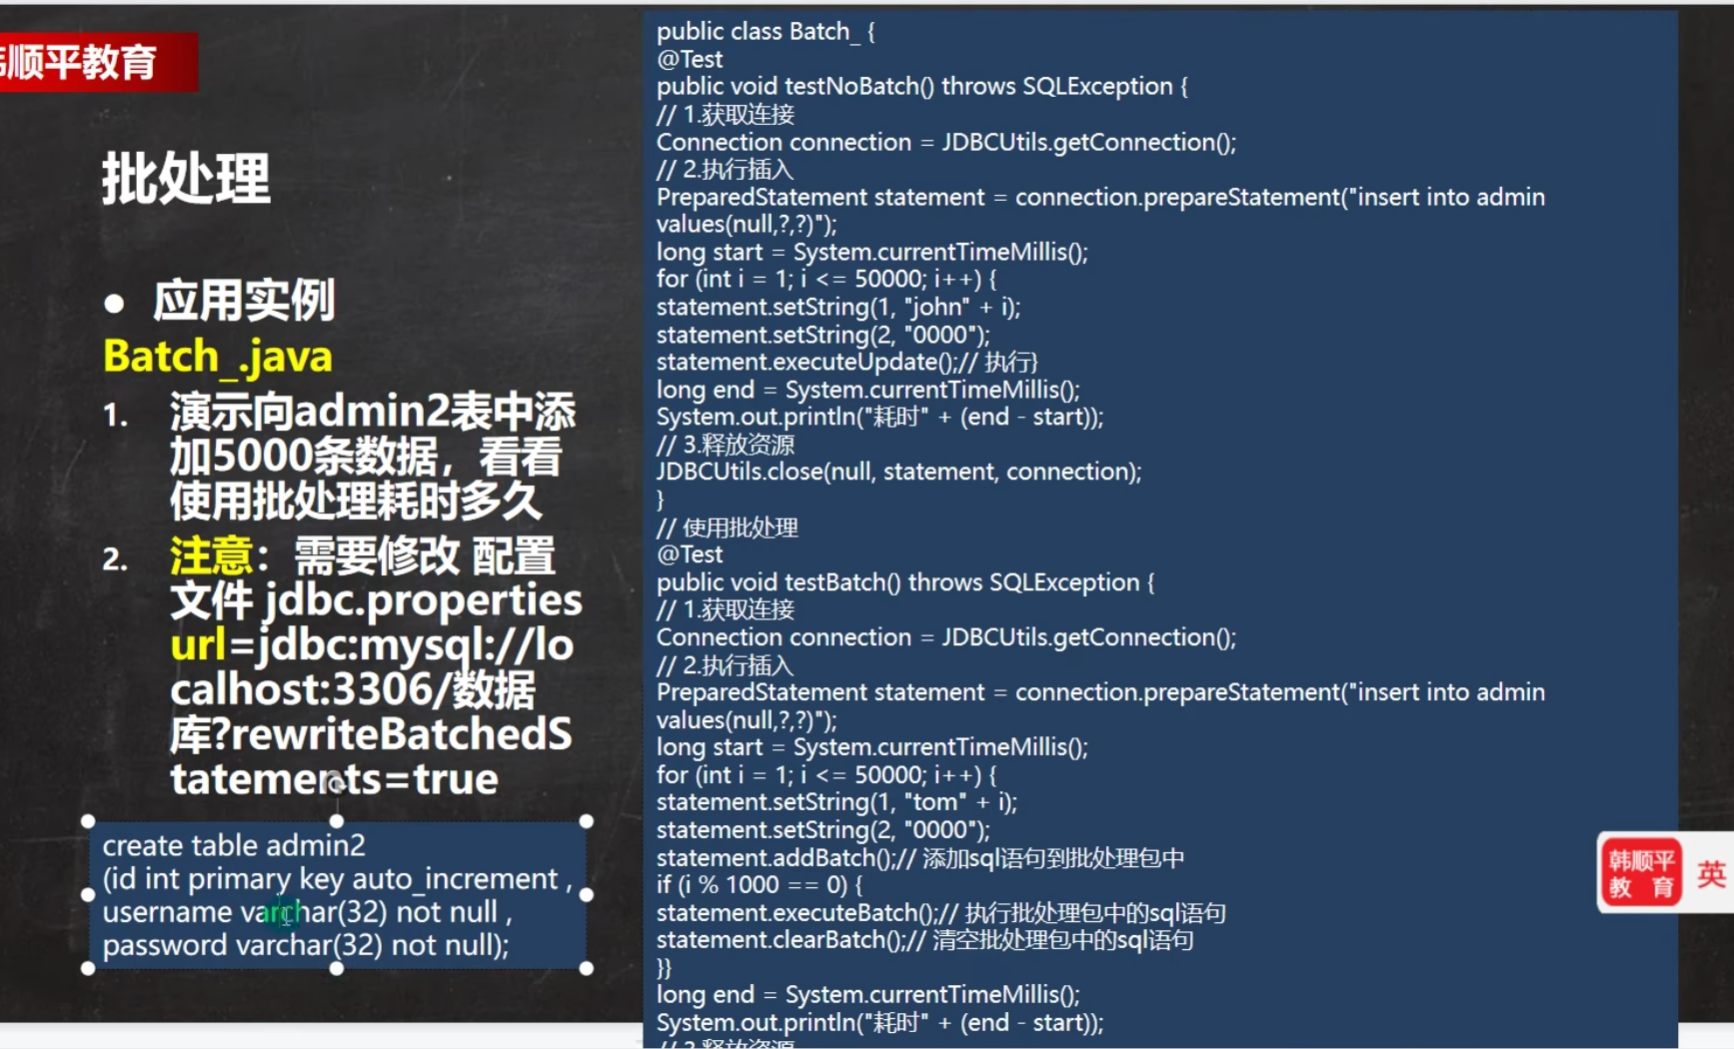 韩顺平教育
批处理
● 应用实例
Batch_.java
1. 演示向admin2表中添
加5000条数据，看看
使用批处理耗时多久
2. 注意：需要修改 配置
文件 jdbc.properties
url=jdbc:mysql://lo
calhost:3306/数据
库?rewriteBatchedS
tatements=true
create table admin2
(id int primary key auto_increment ,
username varchar(32) not null ,
password varchar(32) not null);
public class Batch_ {
@Test
public void testNoBatch() throws SQLException {
// 1.获取连接
Connection connection = JDBCUtils.getConnection();
// 2.执行插入
PreparedStatement statement = connection.prepareStatement("insert into admin
values(null,?,?)");
long start = System.currentTimeMillis();
for (int i = 1; i <= 50000; i++) {
statement.setString(1, "john" + i);
statement.setString(2, "0000");
statement.executeUpdate();// 执行}
long end = System.currentTimeMillis();
System.out.println("耗时" + (end - start));
// 3.释放资源
JDBCUtils.close(null, statement, connection);
}
// 使用批处理
@Test
public void testBatch() throws SQLException {
// 1.获取连接
Connection connection = JDBCUtils.getConnection();
// 2.执行插入
PreparedStatement statement = connection.prepareStatement("insert into admin
values(null,?,?)");
long start = System.currentTimeMillis();
for (int i = 1; i <= 50000; i++) {
statement.setString(1, "tom" + i);
statement.setString(2, "0000");
statement.addBatch();// 添加sql语句到批处理包中
if (i % 1000 == 0) {
statement.executeBatch();// 执行批处理包中的sql语句
statement.clearBatch();// 清空批处理包中的sql语句
}}
long end = System.currentTimeMillis();
System.out.println("耗时" + (end - start));
// 3.释放资源
韩顺平
教 育
英